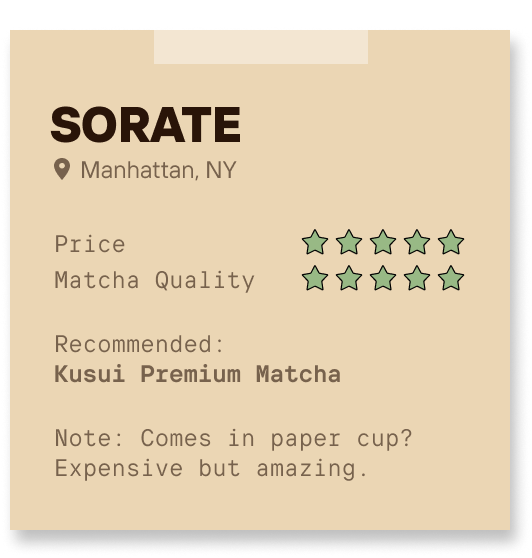 SORATE
Manhattan, NY
Price
Matcha Quality
Recommended:
Kusui Premium Matcha
Note: Comes in paper cup?
Expensive but amazing.